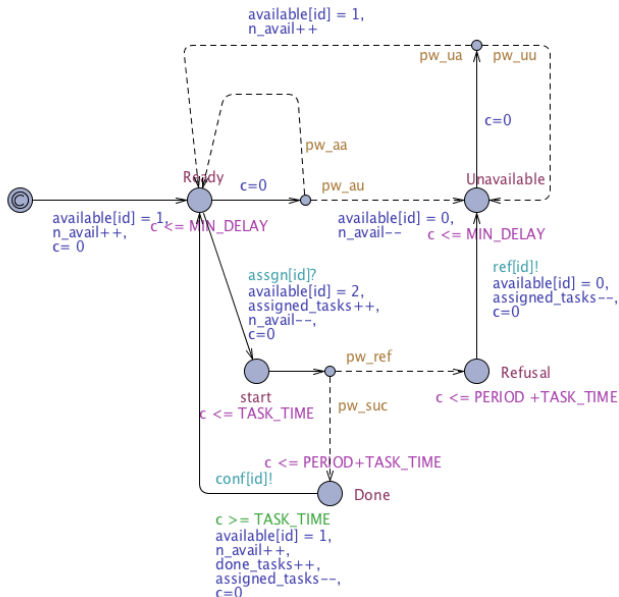 available[id] = 1,
n_avail++
pw_ua
pw_uu
c=0
pw_aa
Ready
c=0
pw_au
Unavailable
C
available[id] = 1,
n_avail++,
c= 0
c <= MIN_DELAY
available[id] = 0,
n_avail--
c <= MIN_DELAY
assgn[id]?
available[id] = 2,
assigned_tasks++,
n_avail--,
c=0
ref[id]!
available[id] = 0,
assigned_tasks--,
c=0
pw_ref
start
c <= TASK_TIME
pw_suc
Refusal
c <= PERIOD +TASK_TIME
c <= PERIOD+TASK_TIME
conf[id]!
Done
c >= TASK_TIME
available[id] = 1,
n_avail++,
done_tasks++,
assigned_tasks--,
c=0